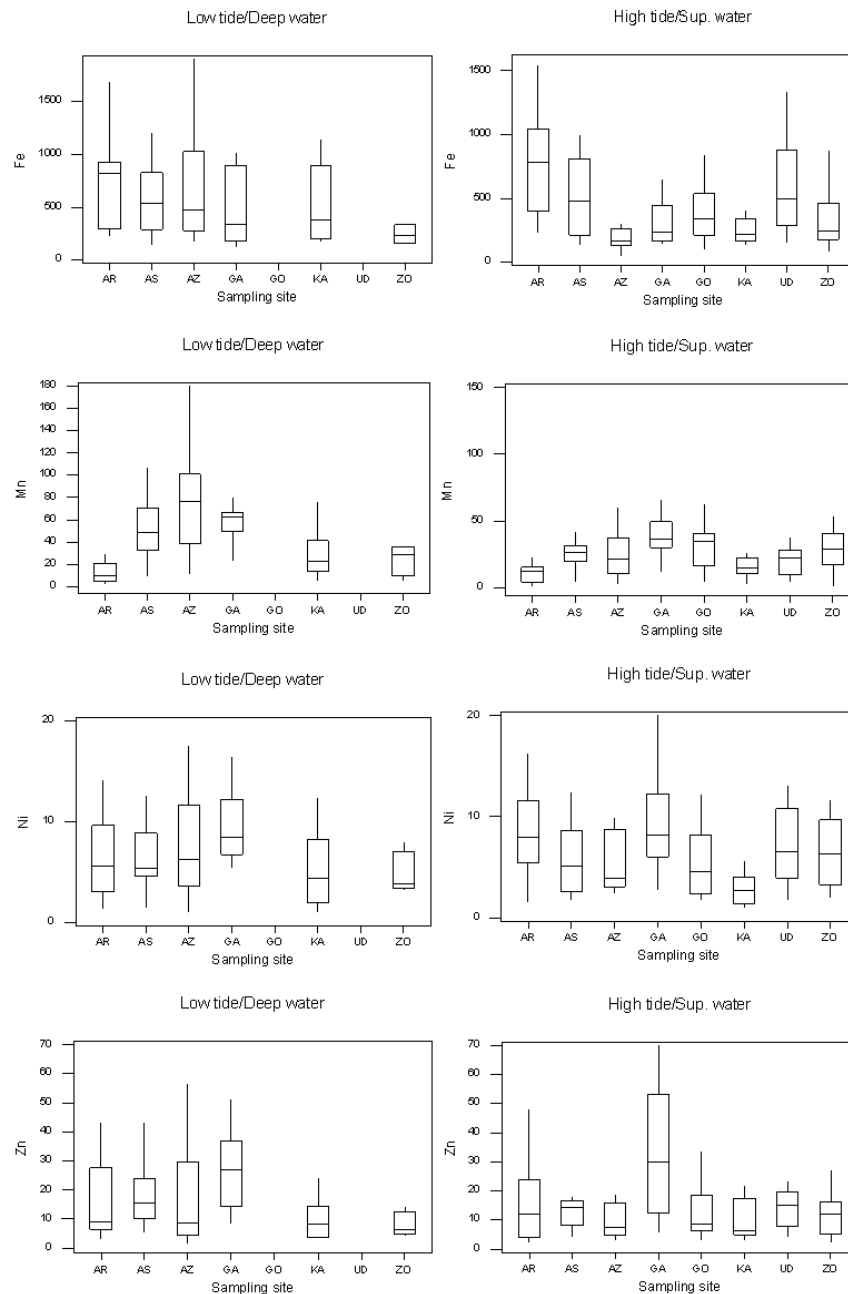 Low tide/Deep water
Fe
1500
1000
500
0
AR AS AZ GA GO KA UD ZO
Sampling site
High tide/Sup. water
Fe
1500
1000
500
0
AR AS AZ GA GO KA UD ZO
Sampling site
Low tide/Deep water
Mn
180
160
140
120
100
80
60
40
20
0
AR AS AZ GA GO KA UD ZO
Sampling site
High tide/Sup. water
Mn
150
100
50
0
AR AS AZ GA GO KA UD ZO
Sampling site
Low tide/Deep water
Ni
20
10
0
AR AS AZ GA GO KA UD ZO
Sampling site
High tide/Sup. water
Ni
20
10
0
AR AS AZ GA GO KA UD ZO
Sampling site
Low tide/Deep water
Zn
70
60
50
40
30
20
10
0
AR AS AZ GA GO KA UD ZO
Sampling site
High tide/Sup. water
Zn
70
60
50
40
30
20
10
0
AR AS AZ GA GO KA UD ZO
Sampling site